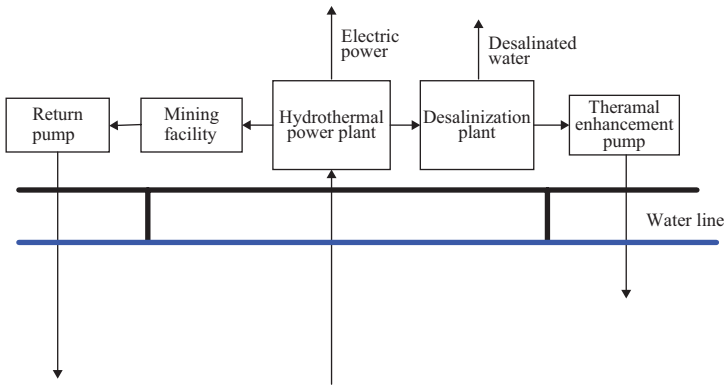 Electric
power
Desalinated
water
Return
pump
Mining
facility
Hydrothermal
power plant
Desalinization
plant
Theramal
enhancement
pump
Water line